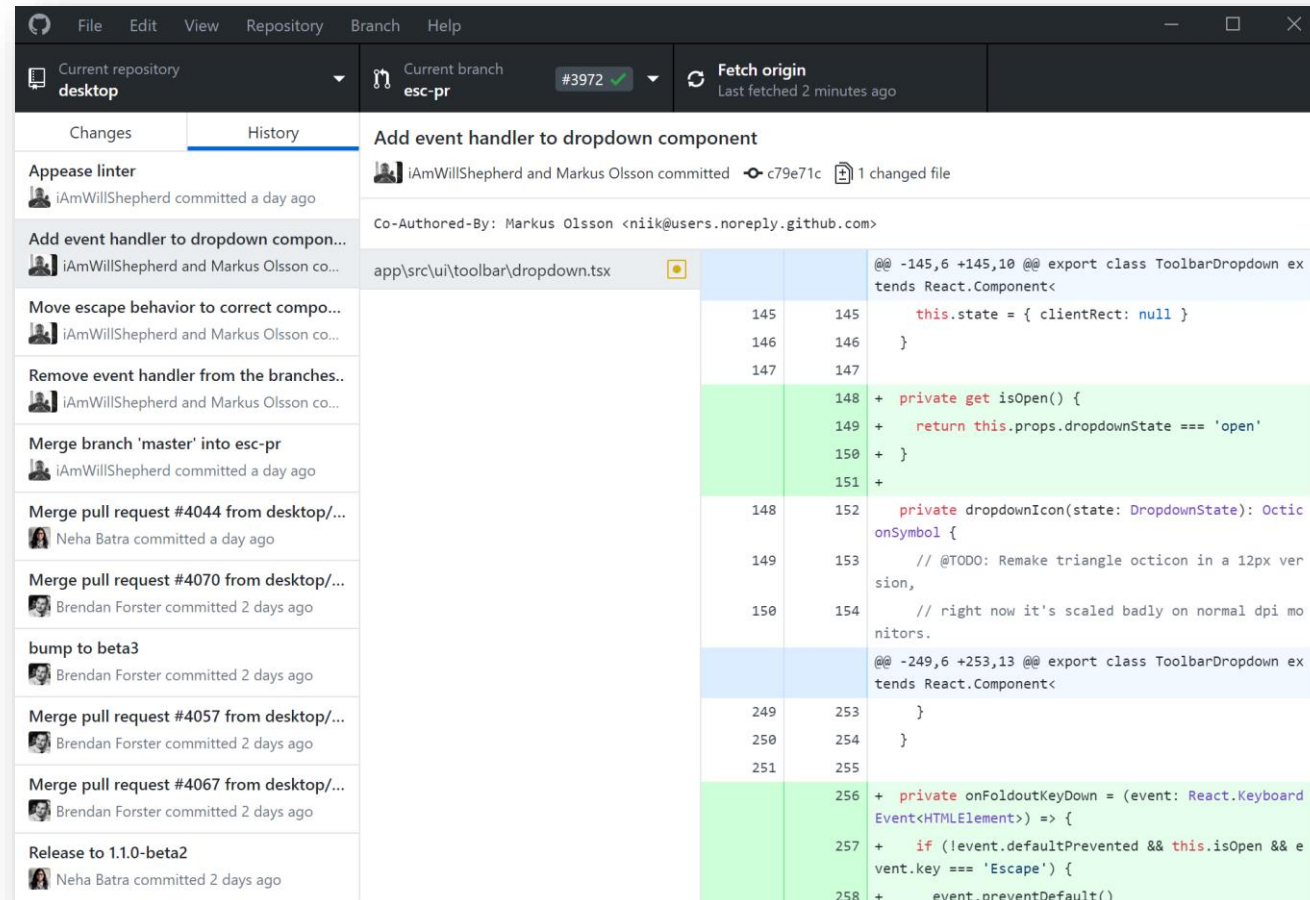 File Edit View Repository Branch Help
Current repository
desktop
Current branch
esc-pr
#3972
Fetch origin
Last fetched 2 minutes ago
Changes History
Appease linter
iAmWillShepherd committed a day ago
Add event handler to dropdown compon...
iAmWillShepherd and Markus Olsson co...
Move escape behavior to correct compo...
iAmWillShepherd and Markus Olsson co...
Remove event handler from the branches..
iAmWillShepherd and Markus Olsson co...
Merge branch 'master' into esc-pr
iAmWillShepherd committed a day ago
Merge pull request #4044 from desktop/...
Neha Batra committed a day ago
Merge pull request #4070 from desktop/...
Brendan Forster committed 2 days ago
bump to beta3
Brendan Forster committed 2 days ago
Merge pull request #4057 from desktop/...
Brendan Forster committed 2 days ago
Merge pull request #4067 from desktop/...
Brendan Forster committed 2 days ago
Release to 1.1.0-beta2
Neha Batra committed 2 days ago
Add event handler to dropdown component
iAmWillShepherd and Markus Olsson committed c79e71c 1 changed file
Co-Authored-By: Markus Olsson <niik@users.noreply.github.com>
app\src\ui\toolbar\dropdown.tsx
@@ -145,6 +145,10 @@ export class ToolbarDropdown ex
tends React.Component<
145 145 this.state = { clientRect: null }
146 146 }
147 147
148 + private get isOpen() {
149 + return this.props.dropdownState === 'open'
150 + }
151 +
148 152 private dropdownIcon(state: DropdownState): Octic
onSymbol {
149 153 // @TODO: Remake triangle octicon in a 12px ver
sion,
150 154 // right now it's scaled badly on normal dpi mo
nitors.
@@ -249,6 +253,13 @@ export class ToolbarDropdown ex
tends React.Component<
249 253 }
250 254 }
251 255
256 + private onFoldoutKeyDown = (event: React.Keyboard
Event<HTMLElement>) => {
257 + if (!event.defaultPrevented && this.isOpen && e
vent.key === 'Escape') {
258 + event.preventDefault()